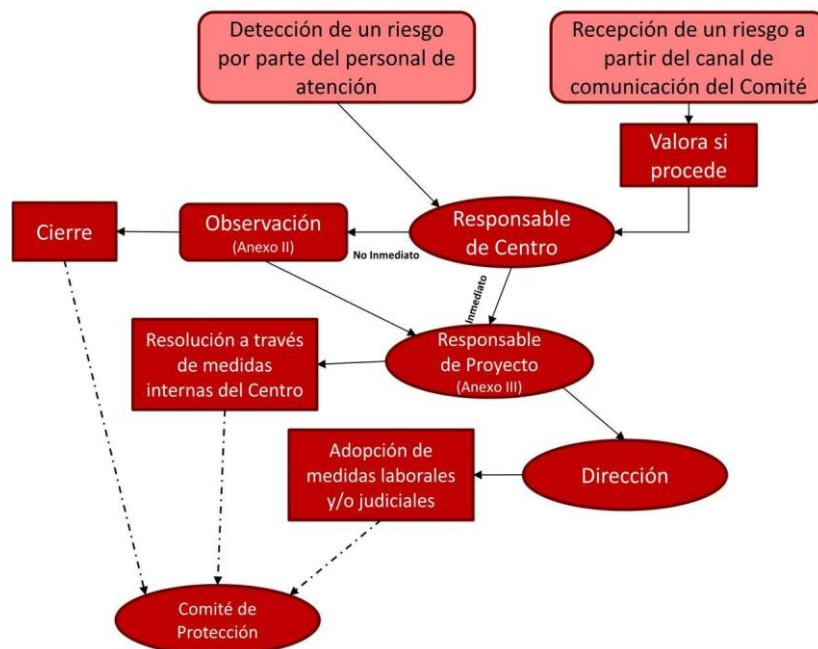 Detección de un riesgo
por parte del personal de
atención
Recepción de un riesgo a
partir del canal de
comunicación del Comité
Valora si
procede
Responsable
de Centro
Observación
(Anexo II)
Cierre
No Inmediato
Inmediato
Responsable
de Proyecto
(Anexo III)
Resolución a través
de medidas
internas del Centro
Adopción de
medidas laborales
y/o judiciales
Dirección
Comité de
Protección